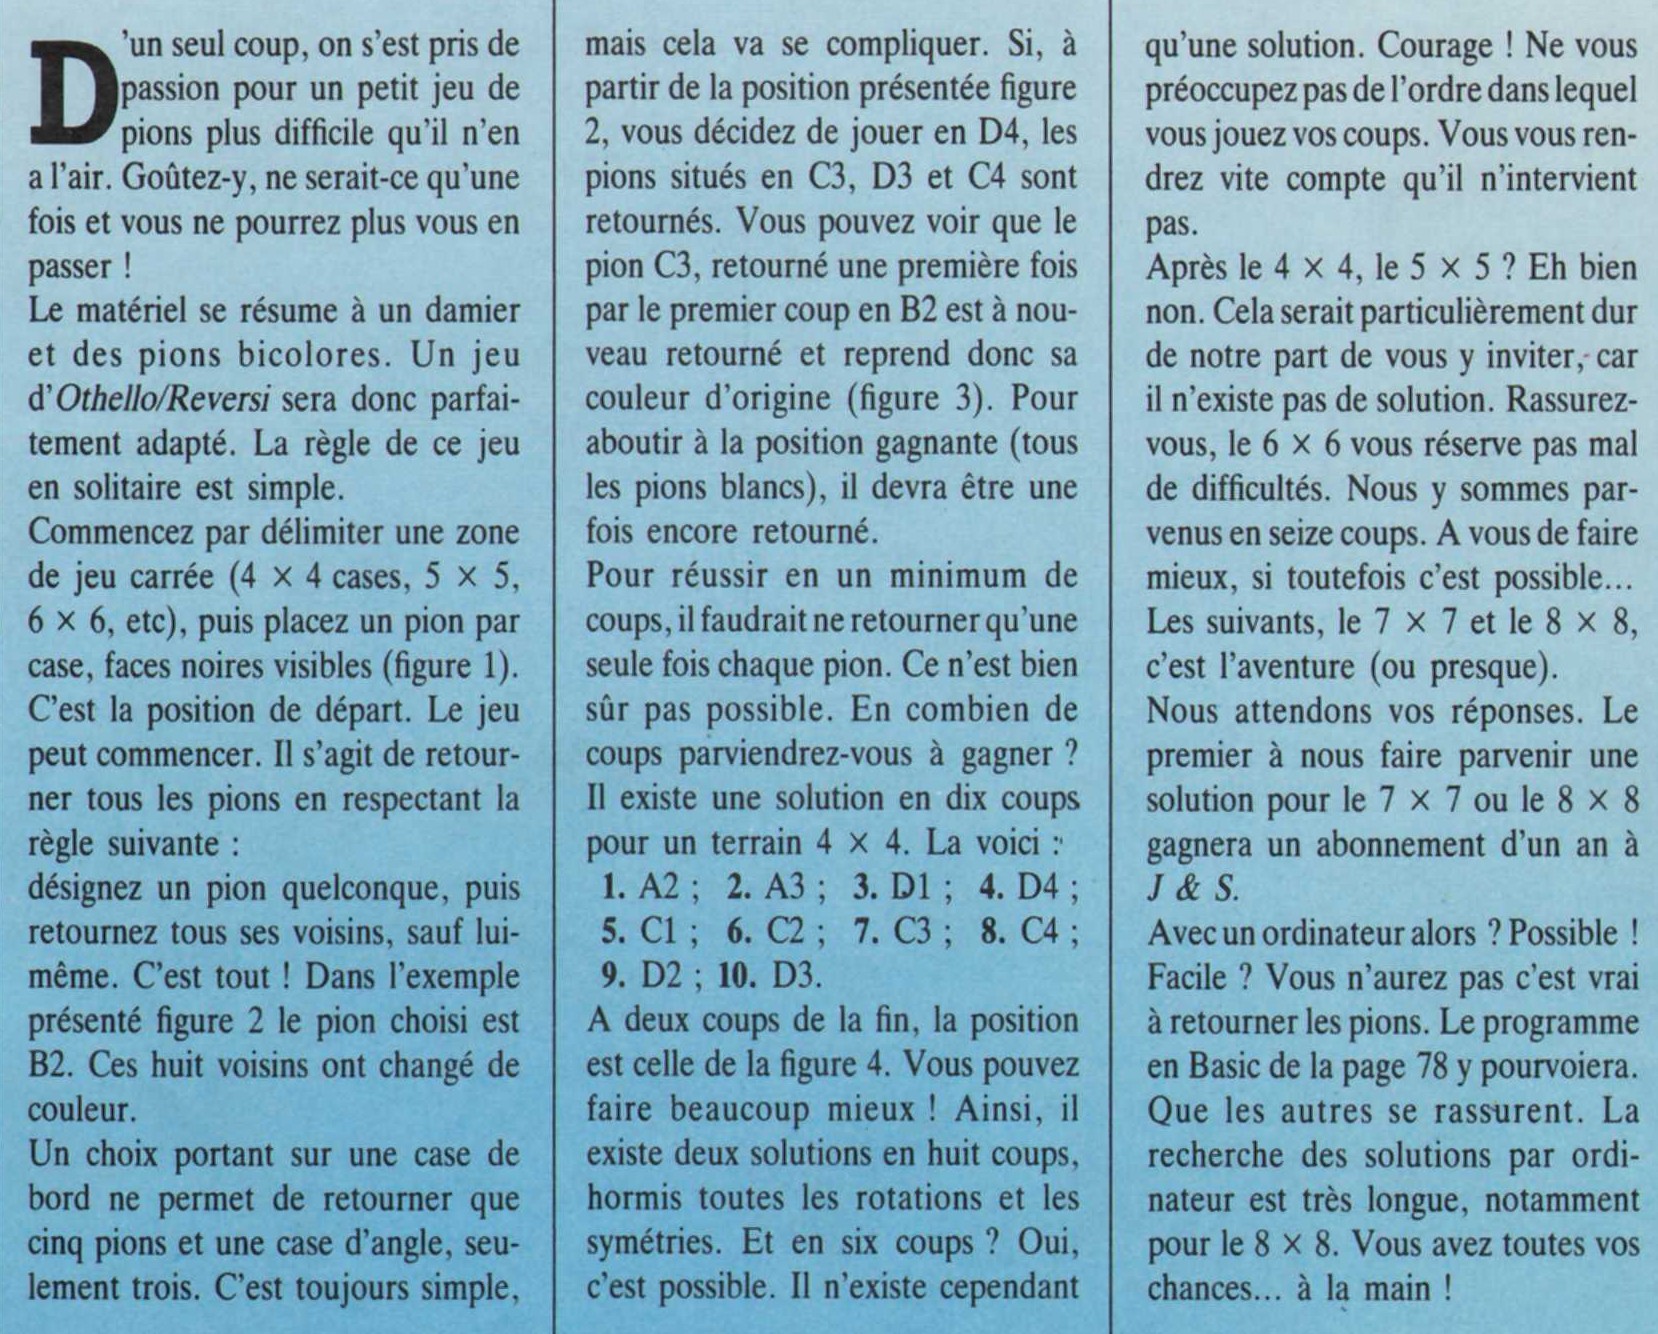 D'un seul coup, on s'est pris de
passion pour un petit jeu de
pions plus difficile qu'il n'en
a l'air. Goûtez-y, ne serait-ce qu'une
fois et vous ne pourrez plus vous en
passer !
Le matériel se résume à un damier
et des pions bicolores. Un jeu
d'Othello/Reversi sera donc parfai-
tement adapté. La règle de ce jeu
en solitaire est simple.
Commencez par délimiter une zone
de jeu carrée (4 × 4 cases, 5 × 5,
6 × 6, etc), puis placez un pion par
case, faces noires visibles (figure 1).
C'est la position de départ. Le jeu
peut commencer. Il s'agit de retour-
ner tous les pions en respectant la
règle suivante :
désignez un pion quelconque, puis
retournez tous ses voisins, sauf lui-
même. C'est tout ! Dans l'exemple
présenté figure 2 le pion choisi est
B2. Ces huit voisins ont changé de
couleur.
Un choix portant sur une case de
bord ne permet de retourner que
cinq pions et une case d'angle, seu-
lement trois. C'est toujours simple,
mais cela va se compliquer. Si, à
partir de la position présentée figure
2, vous décidez de jouer en D4, les
pions situés en C3, D3 et C4 sont
retournés. Vous pouvez voir que le
pion C3, retourné une première fois
par le premier coup en B2 est à nou-
veau retourné et reprend donc sa
couleur d'origine (figure 3). Pour
aboutir à la position gagnante (tous
les pions blancs), il devra être une
fois encore retourné.
Pour réussir en un minimum de
coups, il faudrait ne retourner qu'une
seule fois chaque pion. Ce n'est bien
sûr pas possible. En combien de
coups parviendrez-vous à gagner ?
Il existe une solution en dix coups
pour un terrain 4 × 4. La voici :
1. A2 ; 2. A3 ; 3. D1 ; 4. D4 ;
5. C1 ; 6. C2 ; 7. C3 ; 8. C4 ;
9. D2 ; 10. D3.
A deux coups de la fin, la position
est celle de la figure 4. Vous pouvez
faire beaucoup mieux ! Ainsi, il
existe deux solutions en huit coups,
hormis toutes les rotations et les
symétries. Et en six coups ? Oui,
c'est possible. Il n'existe cependant
qu'une solution. Courage ! Ne vous
préoccupez pas de l'ordre dans lequel
vous jouez vos coups. Vous vous ren-
drez vite compte qu'il n'intervient
pas.
Après le 4 × 4, le 5 × 5 ? Eh bien
non. Cela serait particulièrement dur
de notre part de vous y inviter, car
il n'existe pas de solution. Rassurez-
vous, le 6 × 6 vous réserve pas mal
de difficultés. Nous y sommes par-
venus en seize coups. A vous de faire
mieux, si toutefois c'est possible...
Les suivants, le 7 × 7 et le 8 × 8,
c'est l'aventure (ou presque).
Nous attendons vos réponses. Le
premier à nous faire parvenir une
solution pour le 7 × 7 ou le 8 × 8
gagnera un abonnement d'un an à
J & S.
Avec un ordinateur alors ? Possible !
Facile ? Vous n'aurez pas c'est vrai
à retourner les pions. Le programme
en Basic de la page 78 y pourvoiera.
Que les autres se rassurent. La
recherche des solutions par ordi-
nateur est très longue, notamment
pour le 8 × 8. Vous avez toutes vos
chances... à la main !